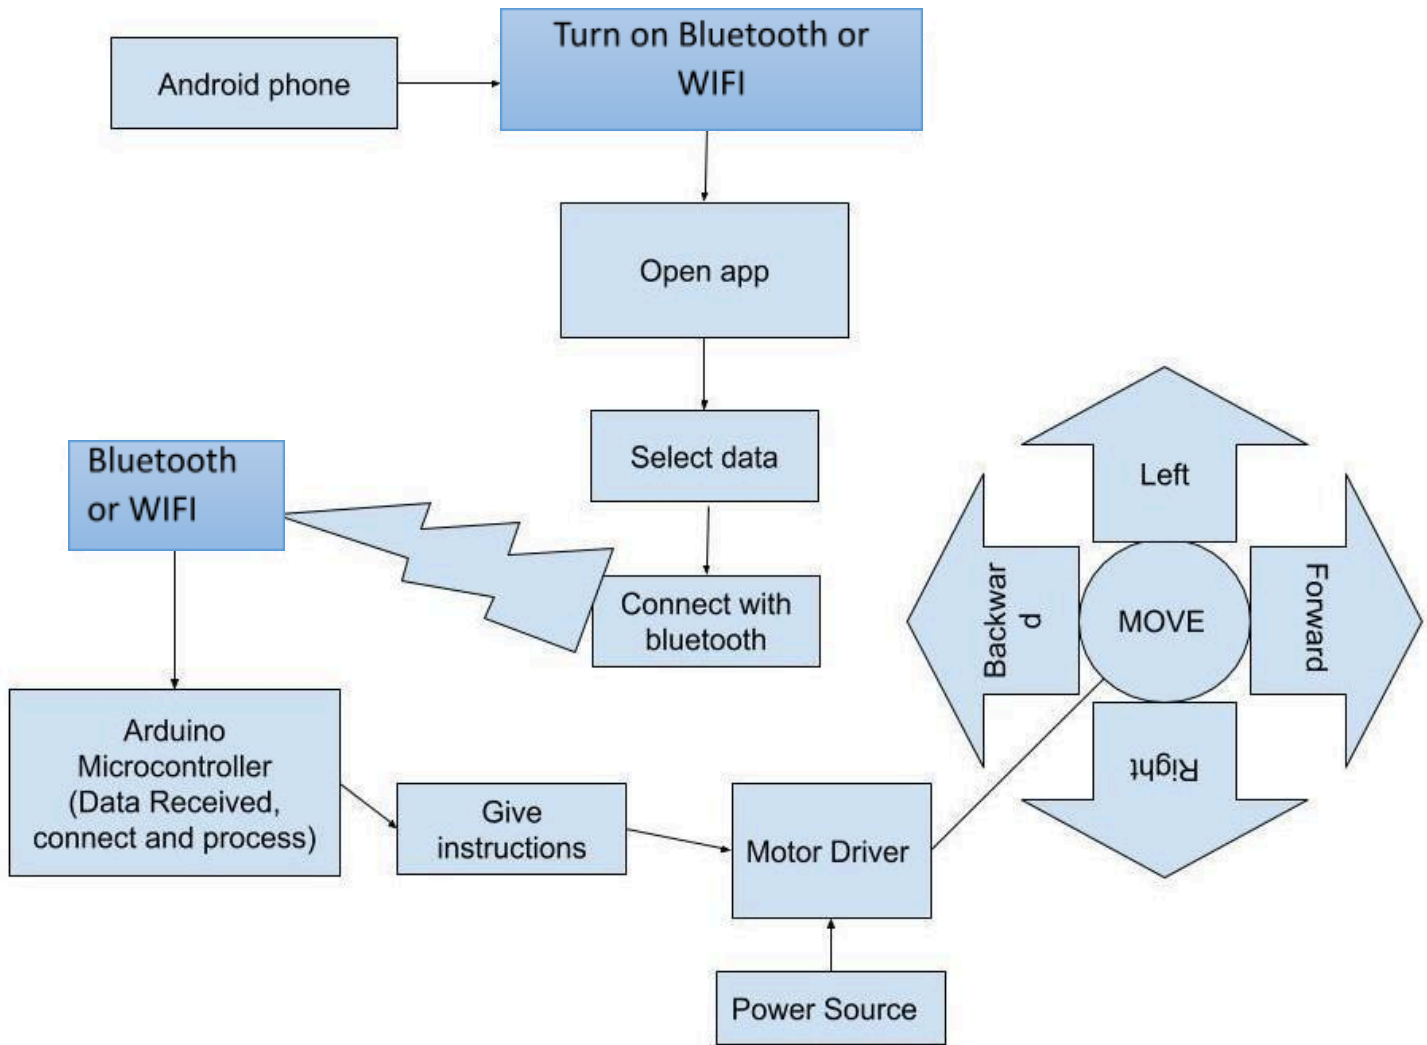 Android phone
Turn on Bluetooth or
WIFI
Open app
Select data
Bluetooth
or WIFI
Connect with
bluetooth
Left
Backwar
d
MOVE
Forward
Right
Arduino
Microcontroller
(Data Received,
connect and process)
Give
instructions
Motor Driver
Power Source